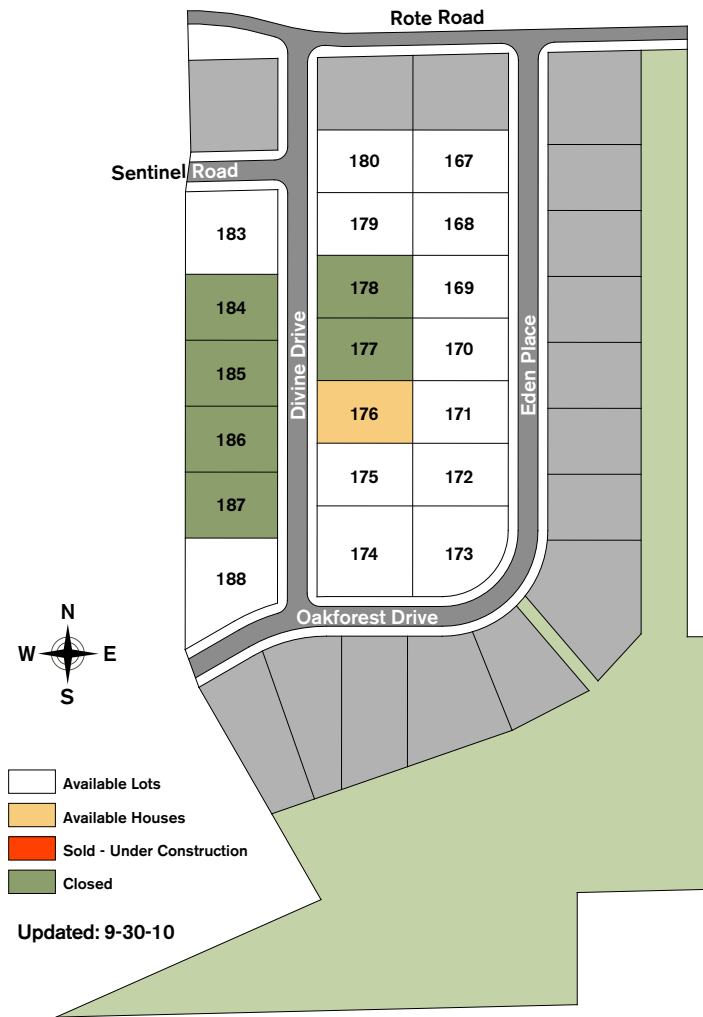 Rote Road
Sentinel Road
180 167
179 168
183
178 169
184
177 170
185
176 171
186
175 172
187
174 173
188
Divine Drive
Eden Place
Oakforest Drive
N
W E
S
Available Lots
Available Houses
Sold - Under Construction
Closed
Updated: 9-30-10